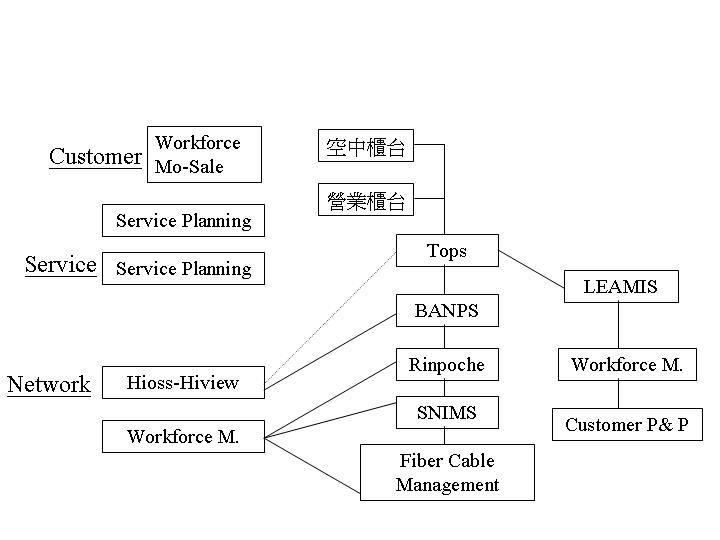 Customer
Workforce
Mo-Sale
空中櫃台
營業櫃台
Service Planning
Service
Service Planning
Tops
LEAMIS
BANPS
Rinpoche
Workforce M.
Network
Hioss-Hiview
SNIMS
Customer P& P
Workforce M.
Fiber Cable
Management